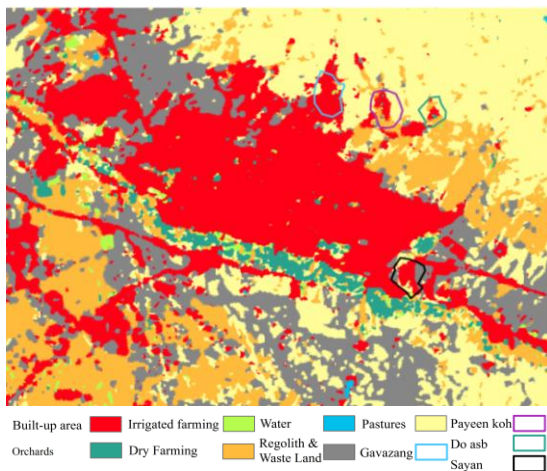 Built-up area Irrigated farming Water Pastures Payeen koh
Orchards Dry Farming Regolith & Waste Land Gavazang Do asb
Sayan